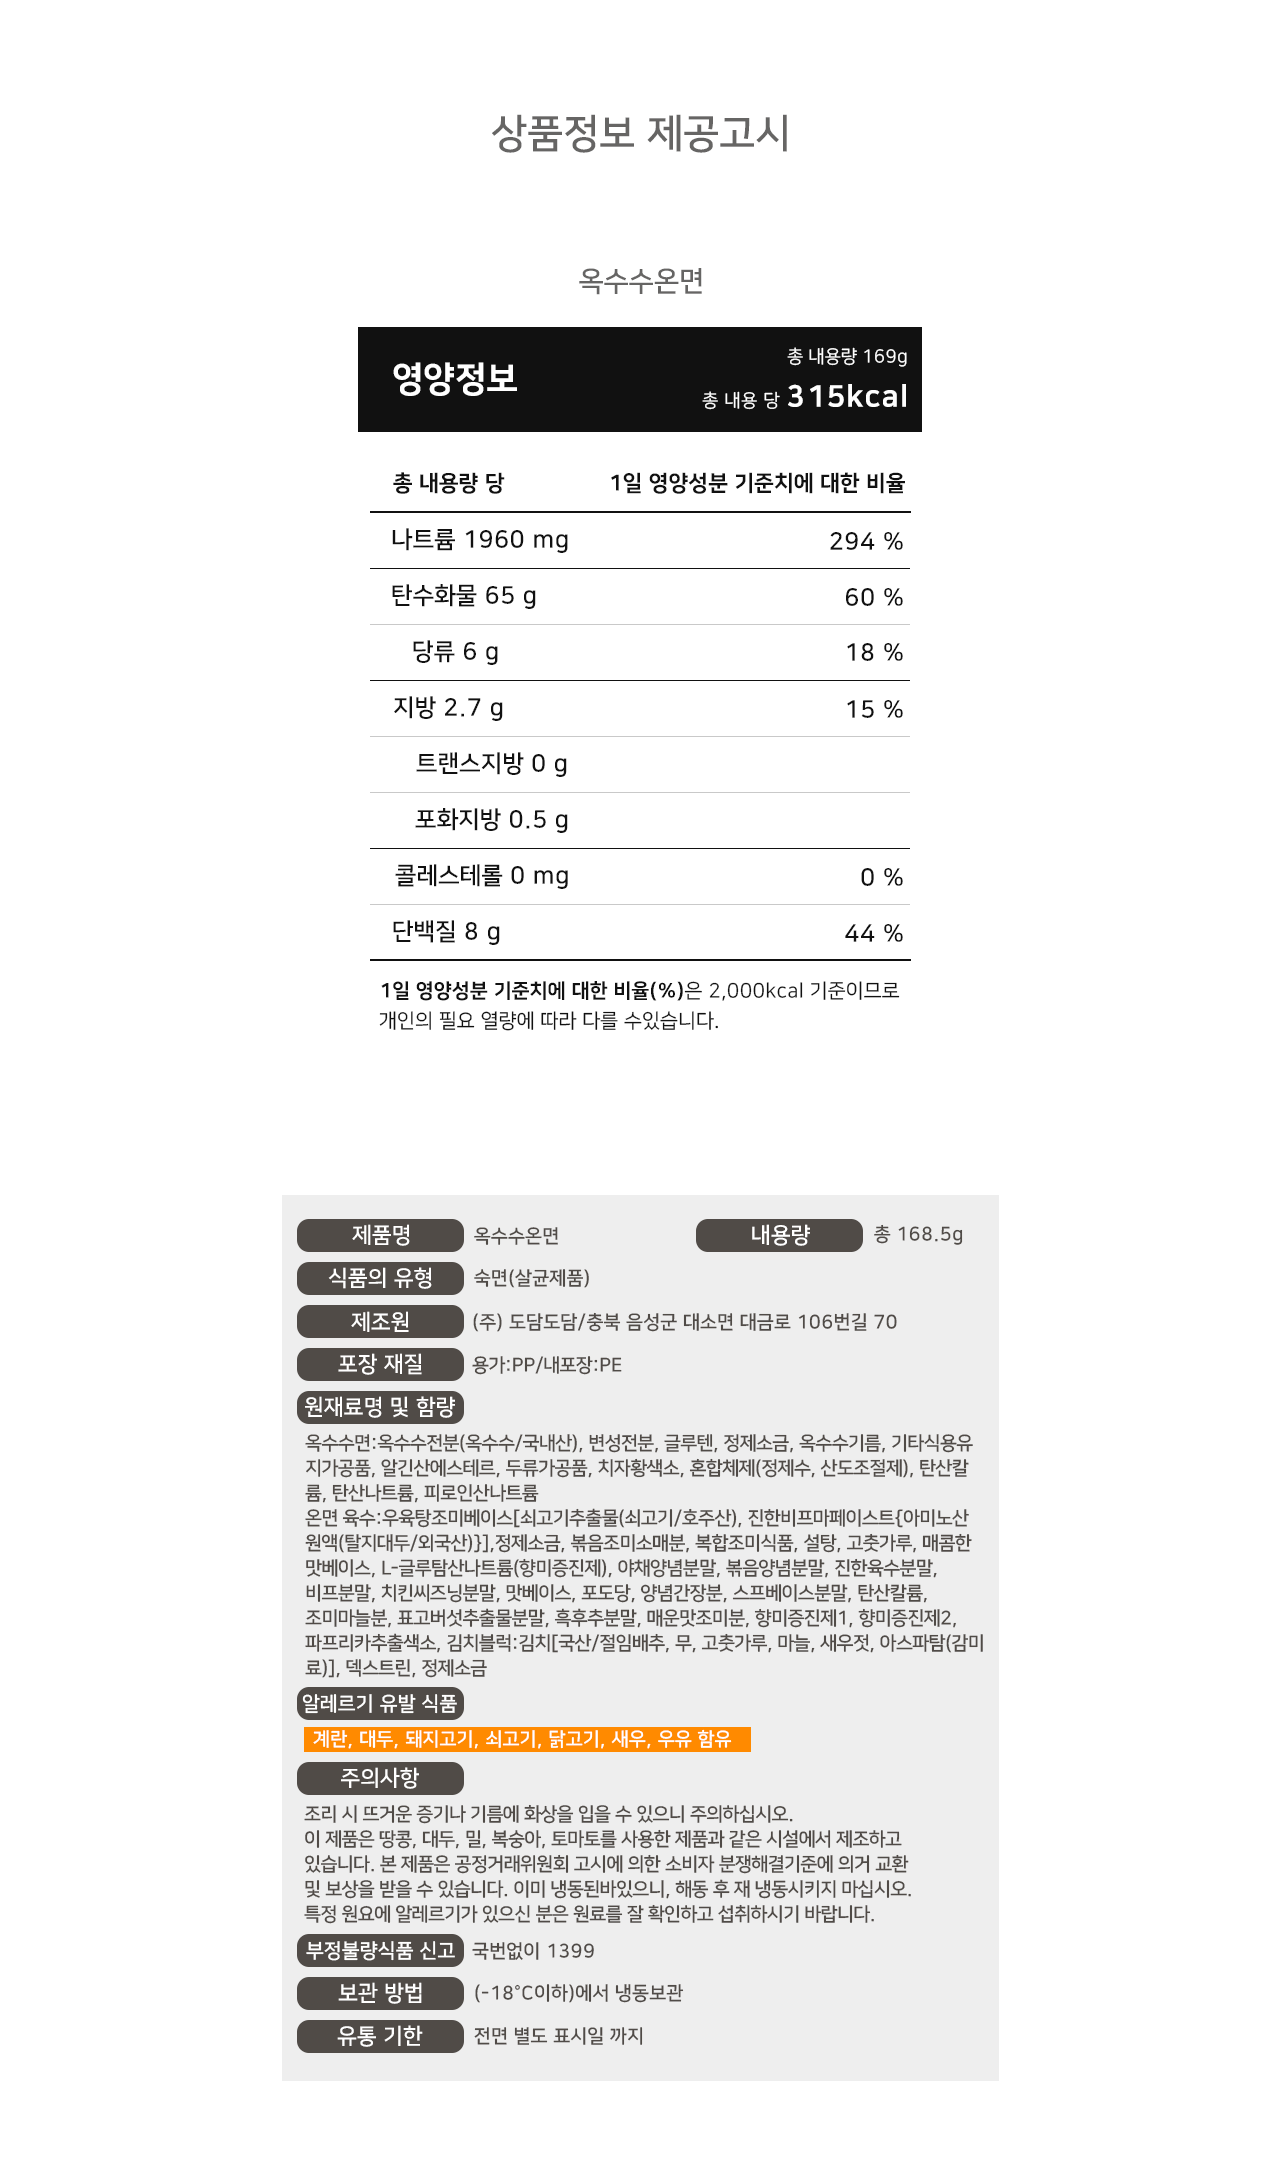 상품정보 제공고시
옥수수온면
영양정보
총 내용량 169g
총 내용 당 315kcal
총 내용량 당 1일 영양성분 기준치에 대한 비율
나트륨 1960 mg 294 %
탄수화물 65 g 60 %
당류 6 g 18 %
지방 2.7 g 15 %
트랜스지방 0 g
포화지방 0.5 g
콜레스테롤 0 mg 0 %
단백질 8 g 44 %
1일 영양성분 기준치에 대한 비율(%)은 2,000kcal 기준이므로
개인의 필요 열량에 따라 다를 수있습니다.
제품명 옥수수온면 내용량 총 168.5g
식품의 유형 숙면(살균제품)
제조원 (주) 도담도담/충북 음성군 대소면 대금로 106번길 70
포장 재질 용가:PP/내포장:PE
원재료명 및 함량
옥수수면:옥수수전분(옥수수/국내산), 변성전분, 글루텐, 정제소금, 옥수수기름, 기타식용유
지가공품, 알긴산에스테르, 두류가공품, 치자황색소, 혼합체제(정제수, 산도조절제), 탄산칼
륨, 탄산나트륨, 피로인산나트륨
온면 육수:우육탕조미베이스[쇠고기추출물(쇠고기/호주산), 진한비프마페이스트{아미노산
원액(탈지대두/외국산)}],정제소금, 볶음조미소매분, 복합조미식품, 설탕, 고춧가루, 매콤한
맛베이스, L-글루탐산나트륨(향미증진제), 야채양념분말, 볶음양념분말, 진한육수분말,
비프분말, 치킨씨즈닝분말, 맛베이스, 포도당, 양념간장분, 스프베이스분말, 탄산칼륨,
조미마늘분, 표고버섯추출물분말, 흑후추분말, 매운맛조미분, 향미증진제1, 향미증진제2,
파프리카추출색소, 김치블럭:김치[국산/절임배추, 무, 고춧가루, 마늘, 새우젓, 아스파탐(감미
료)], 덱스트린, 정제소금
알레르기 유발 식품
계란, 대두, 돼지고기, 쇠고기, 닭고기, 새우, 우유 함유
주의사항
조리 시 뜨거운 증기나 기름에 화상을 입을 수 있으니 주의하십시오.
이 제품은 땅콩, 대두, 밀, 복숭아, 토마토를 사용한 제품과 같은 시설에서 제조하고
있습니다. 본 제품은 공정거래위원회 고시에 의한 소비자 분쟁해결기준에 의거 교환
및 보상을 받을 수 있습니다. 이미 냉동된바있으니, 해동 후 재 냉동시키지 마십시오.
특정 원요에 알레르기가 있으신 분은 원료를 잘 확인하고 섭취하시기 바랍니다.
부정불량식품 신고 국번없이 1399
보관 방법 (-18°C이하)에서 냉동보관
유통 기한 전면 별도 표시일 까지